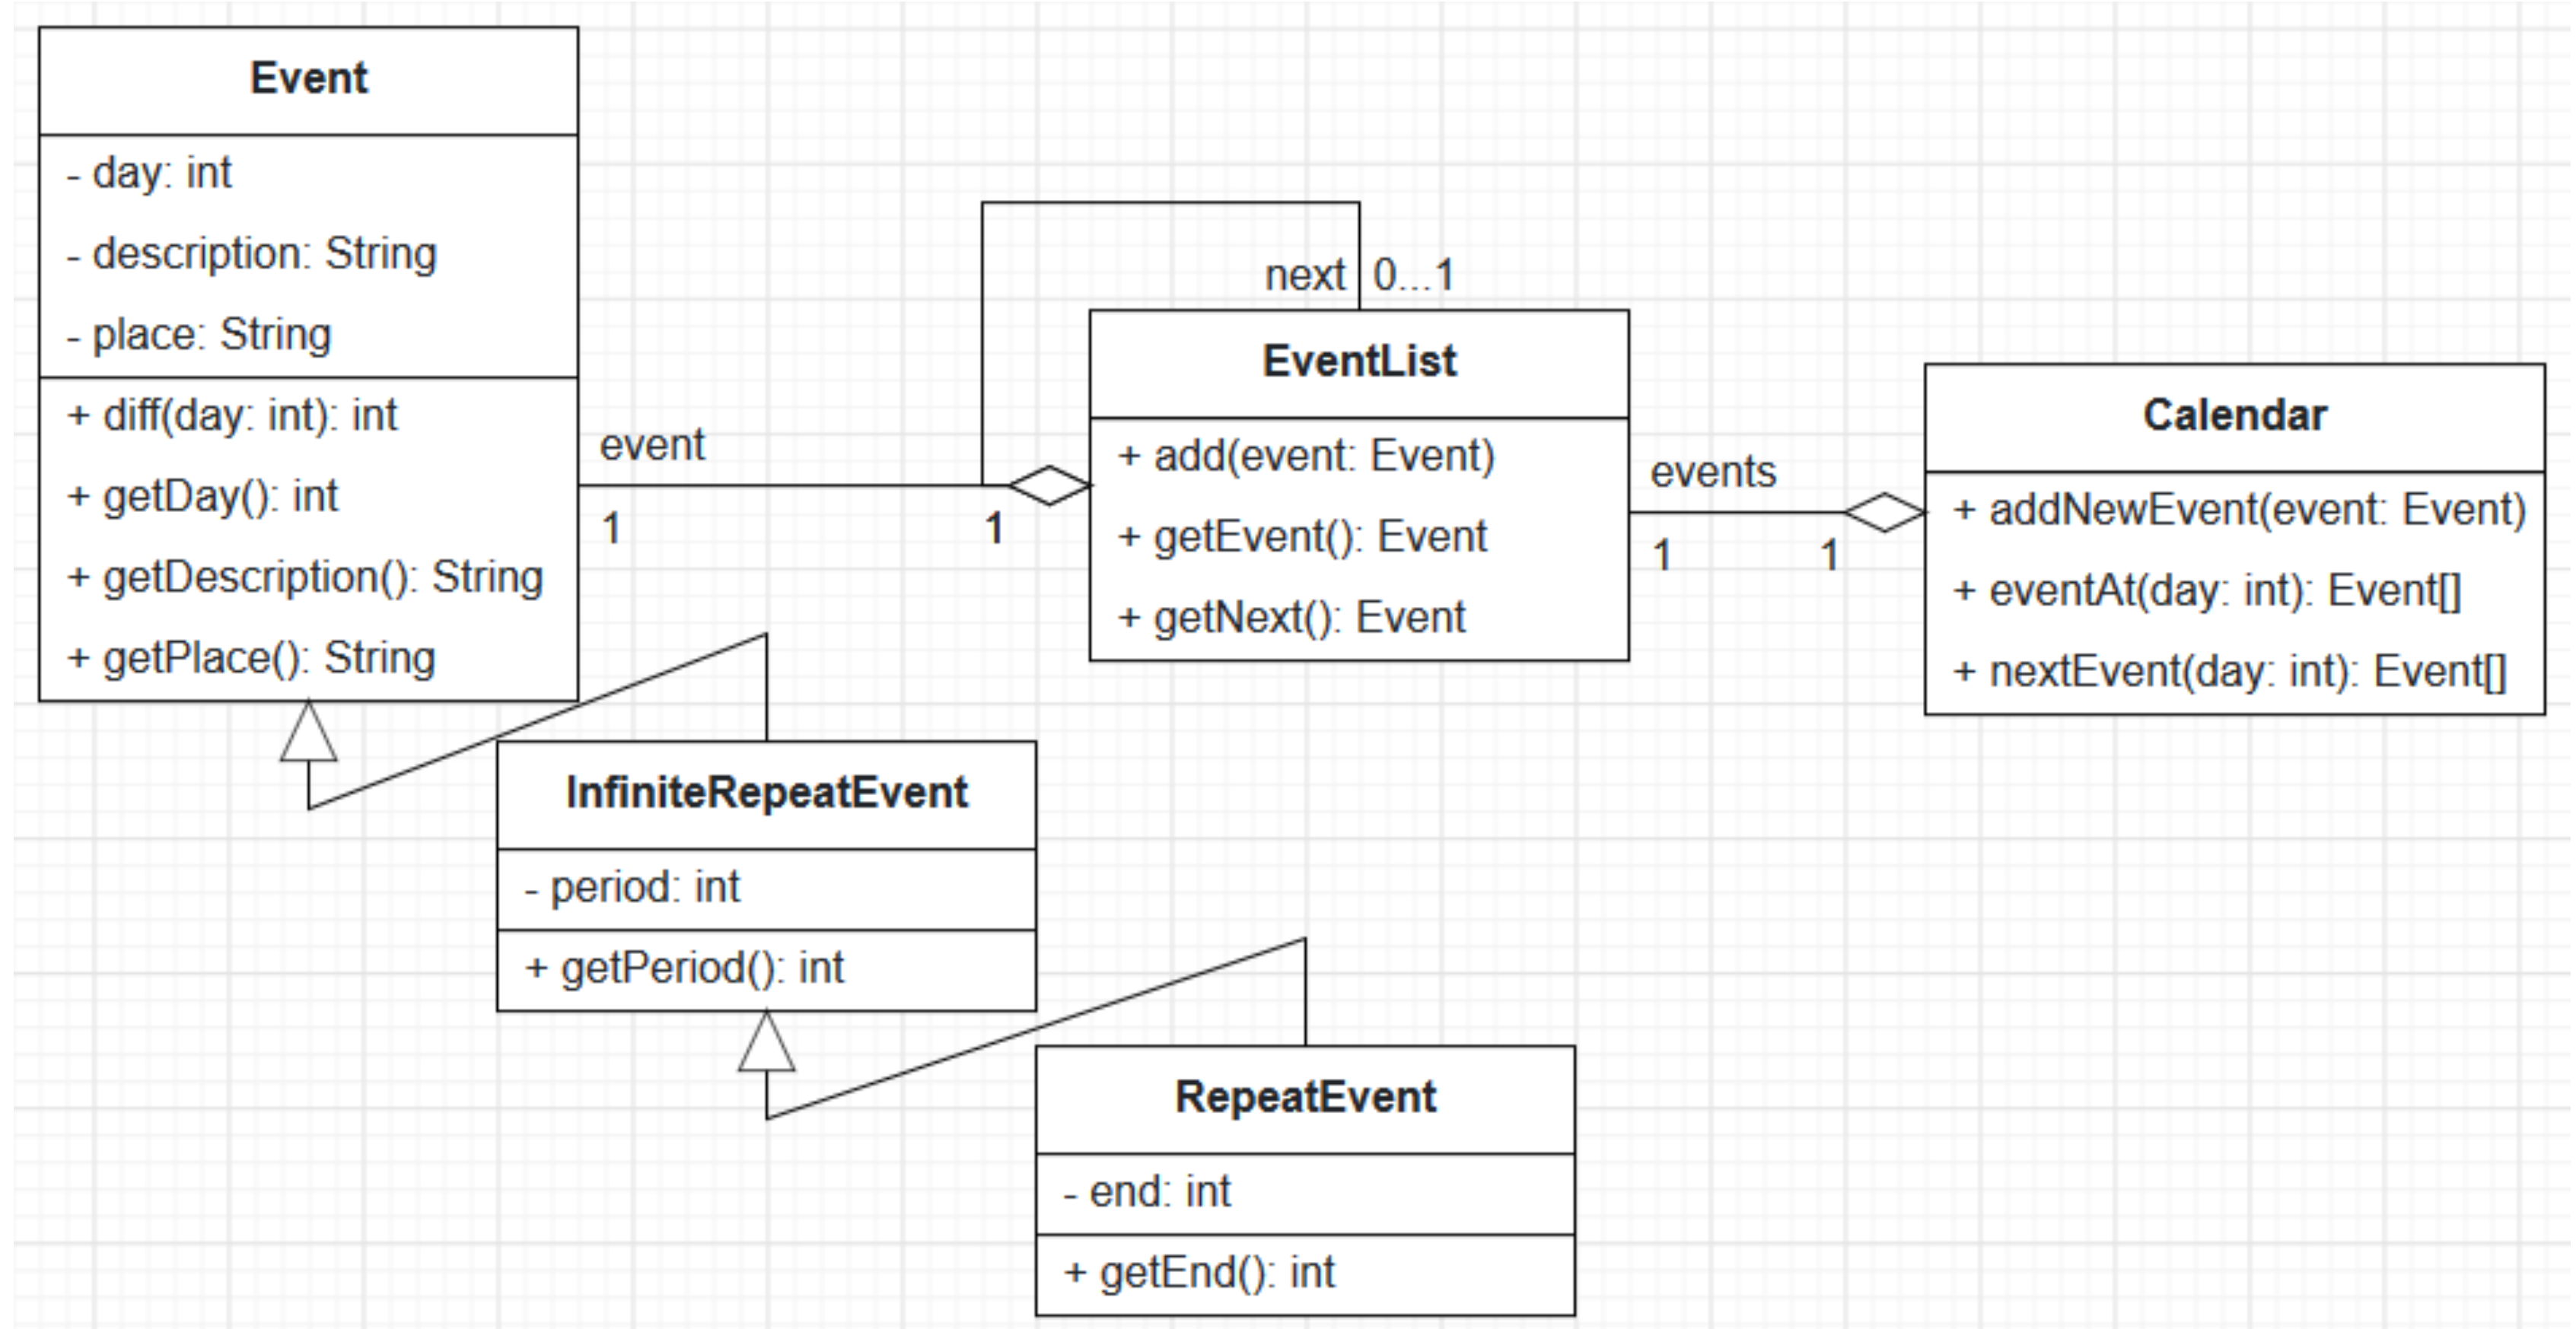 Event
- day: int
- description: String
- place: String
+ diff(day: int): int
+ getDay(): int
+ getDescription(): String
+ getPlace(): String
event
1
1
next
0...1
EventList
+ add(event: Event)
+ getEvent(): Event
+ getNext(): Event
events
1
1
Calendar
+ addNewEvent(event: Event)
+ eventAt(day: int): Event[]
+ nextEvent(day: int): Event[]
InfiniteRepeatEvent
- period: int
+ getPeriod(): int
RepeatEvent
- end: int
+ getEnd(): int